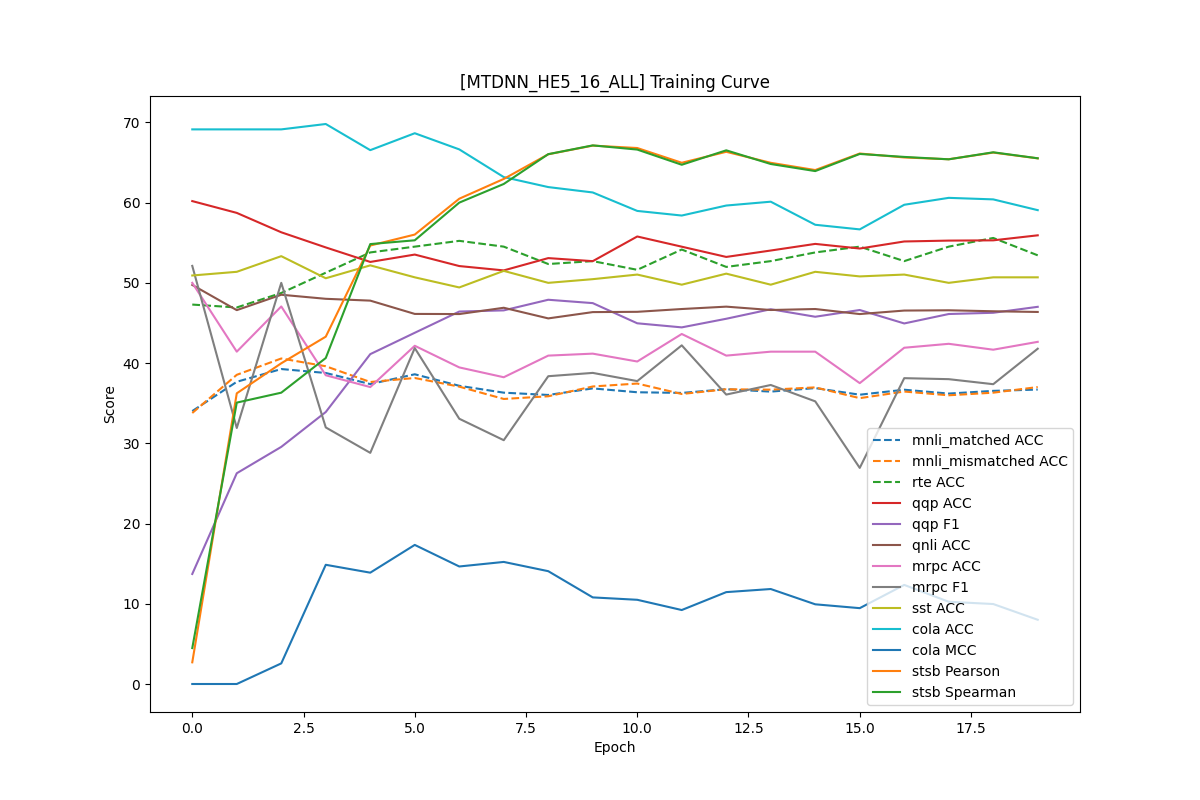 [MTDNN_HE5_16_ALL] Training Curve
Score
70
60
50
40
30
20
10
0
mnli_matched ACC
mnli_mismatched ACC
rte ACC
qqp ACC
qqp F1
qnli ACC
mrpc ACC
mrpc F1
sst ACC
cola ACC
cola MCC
stsb Pearson
stsb Spearman
0.0 2.5 5.0 7.5 10.0 12.5 15.0 17.5
Epoch